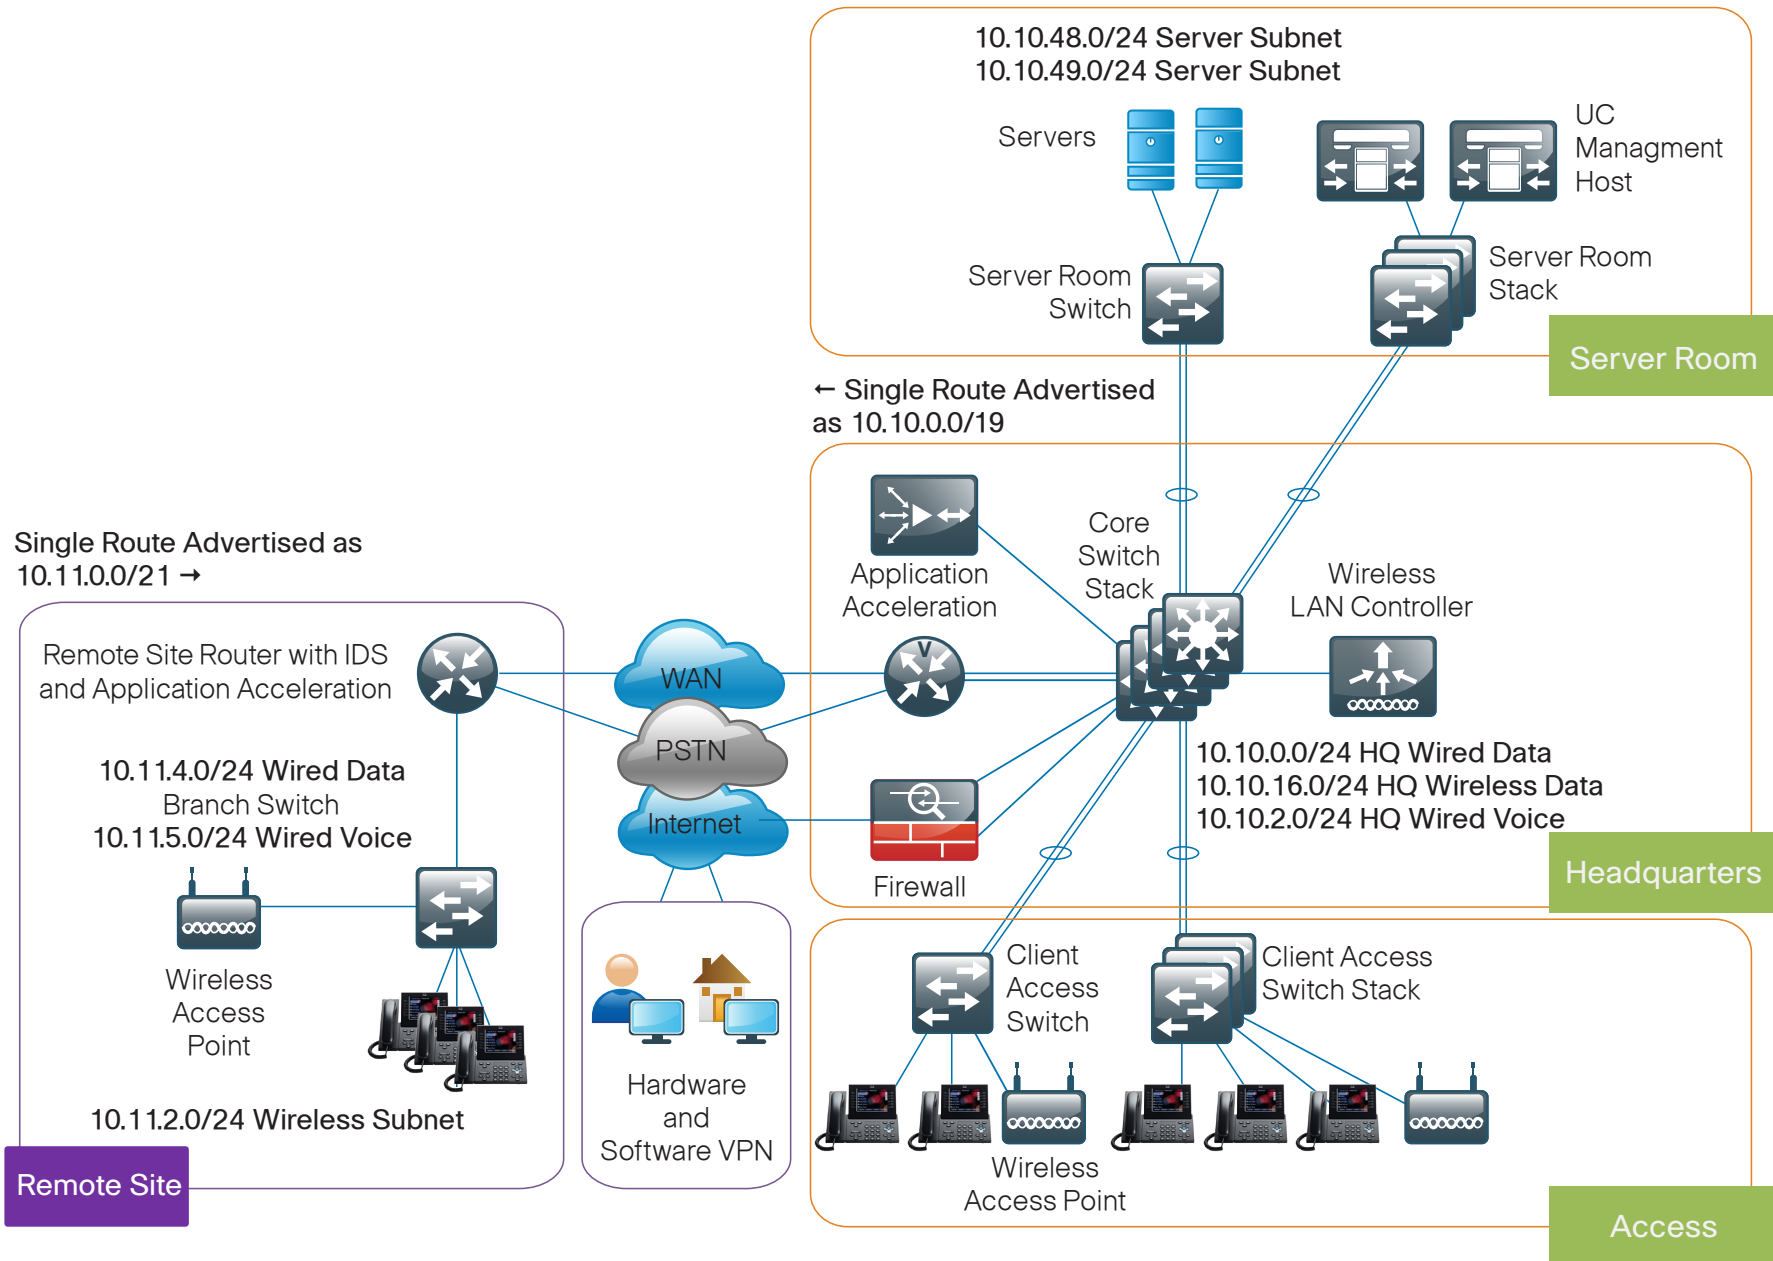 10.10.48.0/24 Server Subnet
10.10.49.0/24 Server Subnet
Servers
UC
Managment
Host
Server Room
Switch
Server Room
Stack
Server Room
← Single Route Advertised
as 10.10.0.0/19
Core
Switch
Stack
Application
Acceleration
Wireless
LAN Controller
V
10.10.0.0/24 HQ Wired Data
10.10.16.0/24 HQ Wireless Data
10.10.2.0/24 HQ Wired Voice
Firewall
Headquarters
Single Route Advertised as
10.11.0.0/21 →
Remote Site Router with IDS
and Application Acceleration
WAN
PSTN
Internet
10.11.4.0/24 Wired Data
Branch Switch
10.11.5.0/24 Wired Voice
Wireless
Access
Point
10.11.2.0/24 Wireless Subnet
Remote Site
Hardware
and
Software VPN
Client
Access
Switch
Client Access
Switch Stack
Wireless
Access Point
Access